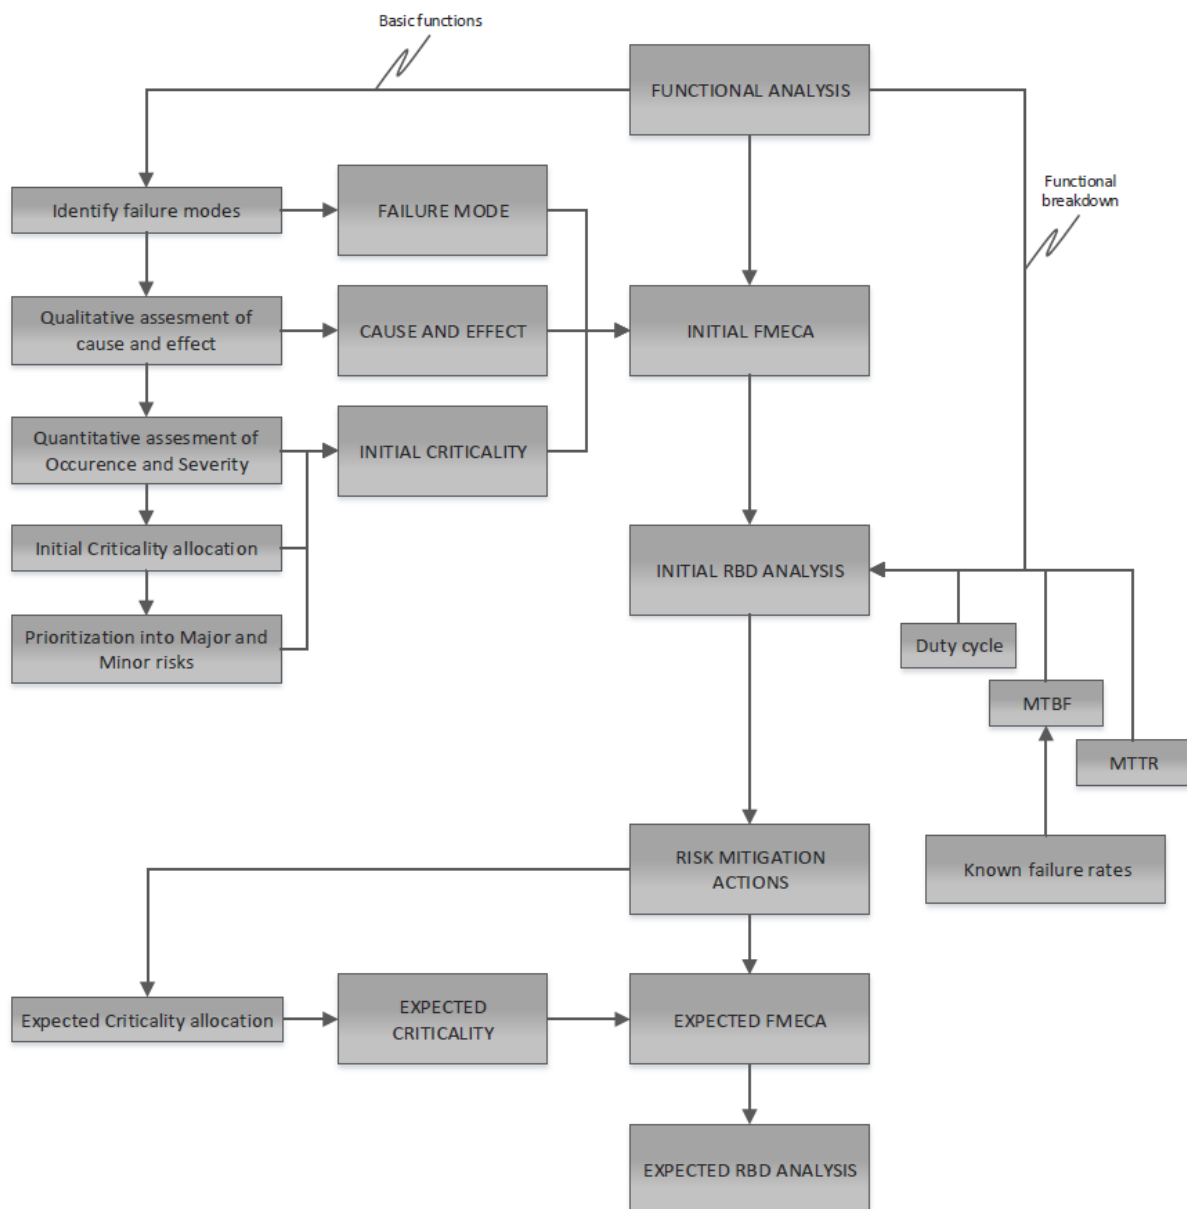 Basic functions
FUNCTIONAL ANALYSIS
Functional
breakdown
Identify failure modes
FAILURE MODE
Qualitative assesment of
cause and effect
CAUSE AND EFFECT
INITIAL FMECA
Quantitative assesment of
Occurence and Severity
INITIAL CRITICALITY
Initial Criticality allocation
INITIAL RBD ANALYSIS
Prioritization into Major and
Minor risks
Duty cycle
MTBF
MTTR
Known failure rates
RISK MITIGATION
ACTIONS
Expected Criticality allocation
EXPECTED
CRITICALITY
EXPECTED FMECA
EXPECTED RBD ANALYSIS